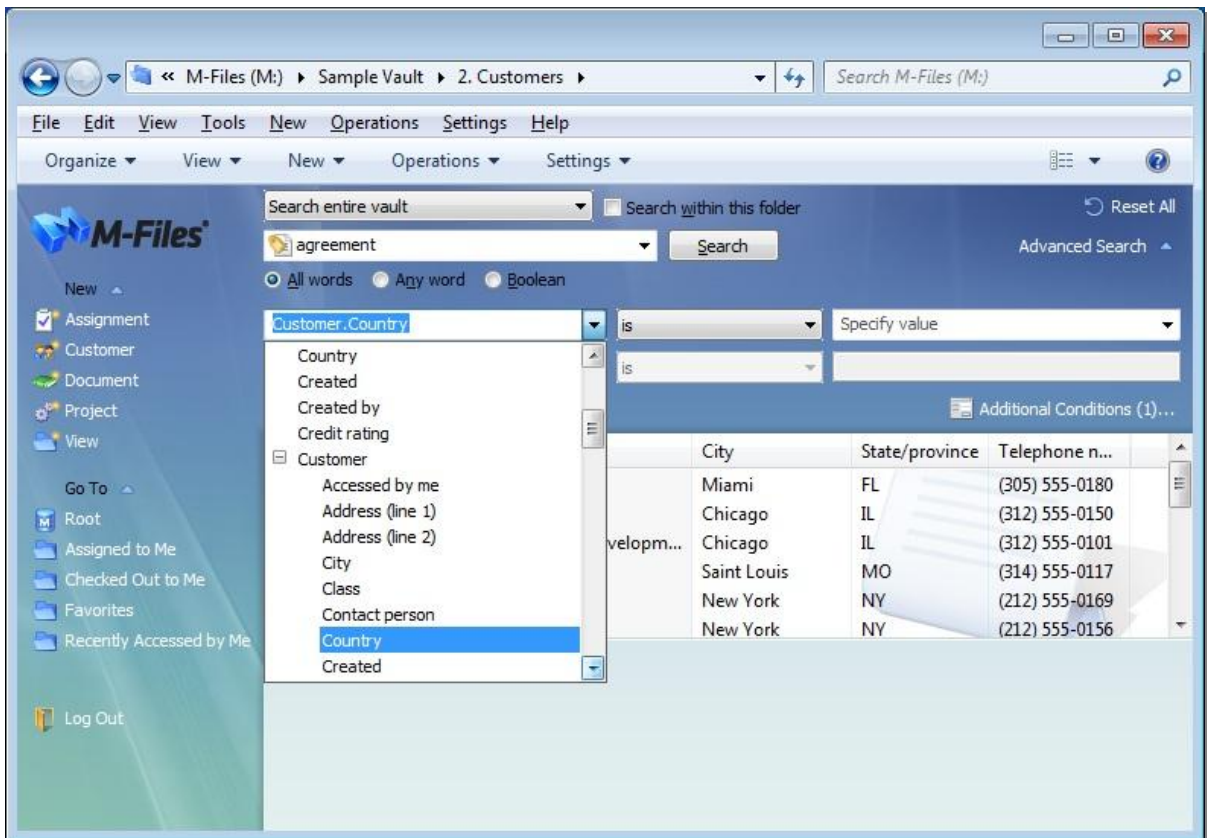 « M-Files (M:) Sample Vault 2. Customers Search M-Files (M:)
File Edit View Tools New Operations Settings Help
Organize View New Operations Settings
M-Files
Search entire vault Search within this folder Reset All
agreement Search Advanced Search
All words Any word Boolean
New
Assignment
Customer
Document
Project
View
Go To
Root
Assigned to Me
Checked Out to Me
Favorites
Recently Accessed by Me
Log Out
Customer.Country is Specify value
is
Additional Conditions (1)...
Country
Created
Created by
Credit rating
Customer
Accessed by me
Address (line 1)
Address (line 2)
City
Class
Contact person
Country
Created
City State/province Telephone n...
Miami FL (305) 555-0180
Chicago IL (312) 555-0150
velopm... Chicago IL (312) 555-0101
Saint Louis MO (314) 555-0117
New York NY (212) 555-0169
New York NY (212) 555-0156